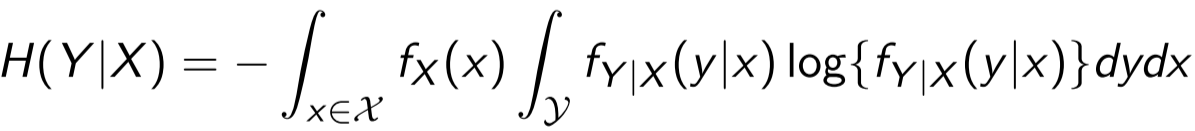 H(Y|X) = − ∫_{x∈𝒳} f_X(x) ∫_𝒴 f_{Y|X}(y|x) log{f_{Y|X}(y|x)}dydx